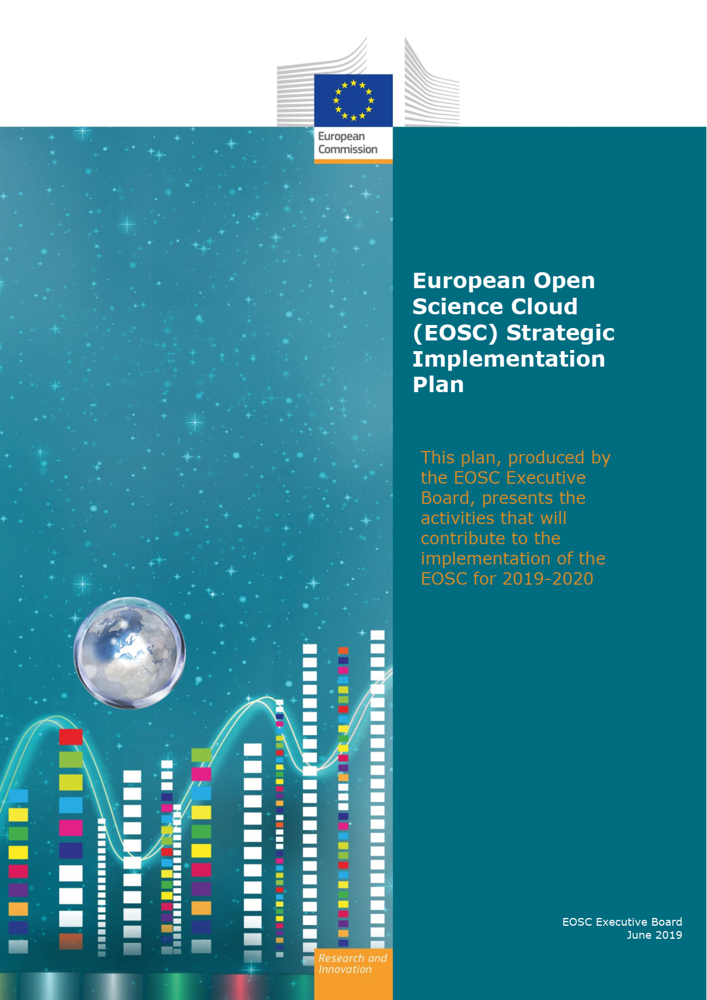 European
Commission
European Open
Science Cloud
(EOSC) Strategic
Implementation
Plan
This plan, produced by
the EOSC Executive
Board, presents the
activities that will
contribute to the
implementation of the
EOSC for 2019-2020
EOSC Executive Board
June 2019
Research and
Innovation